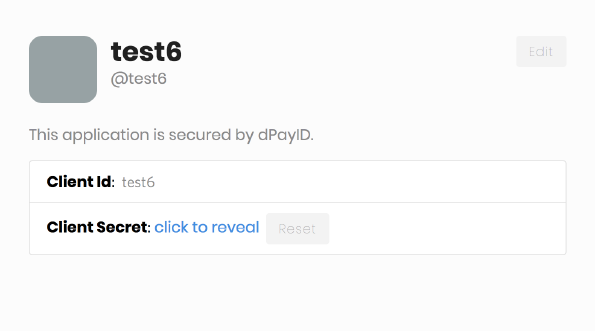 test6
Edit
@test6
This application is secured by dPayID.
Client Id: test6
Client Secret: click to reveal Reset